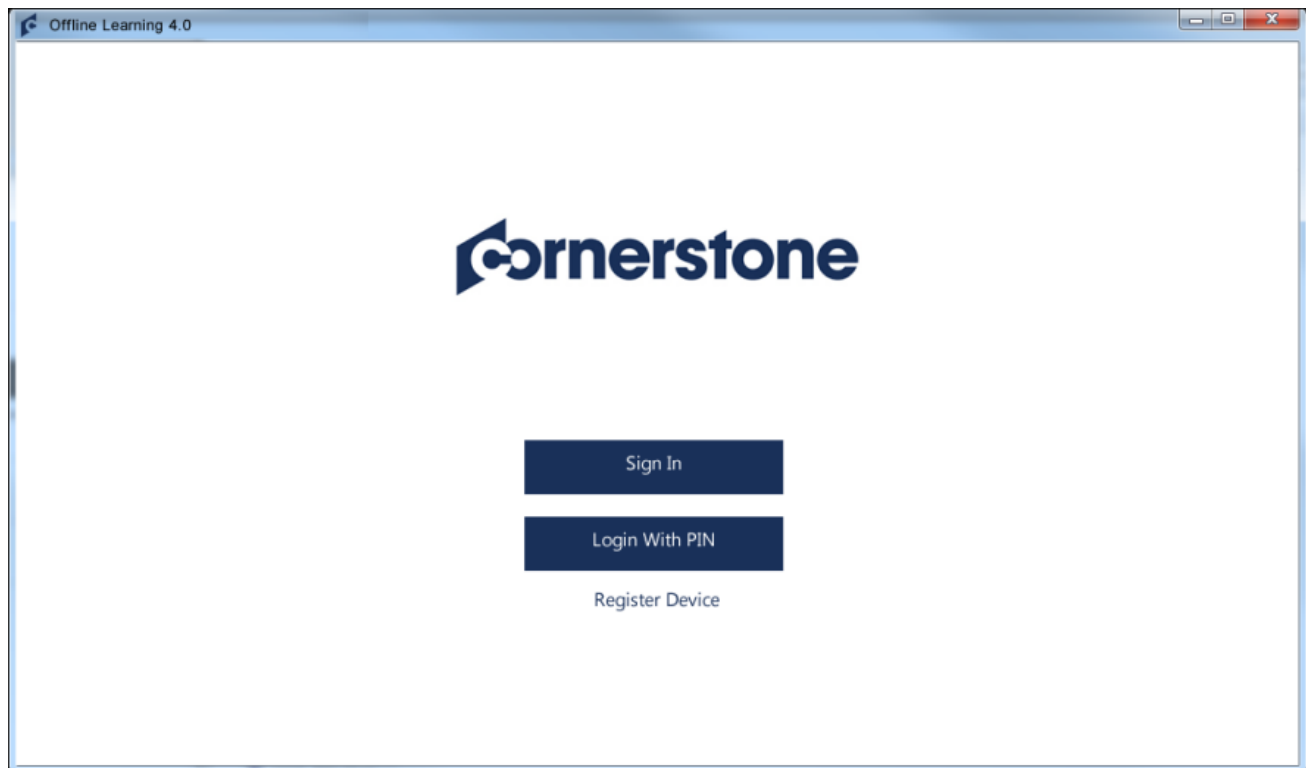 Offline Learning 4.0
Cornerstone
Sign In
Login With PIN
Register Device